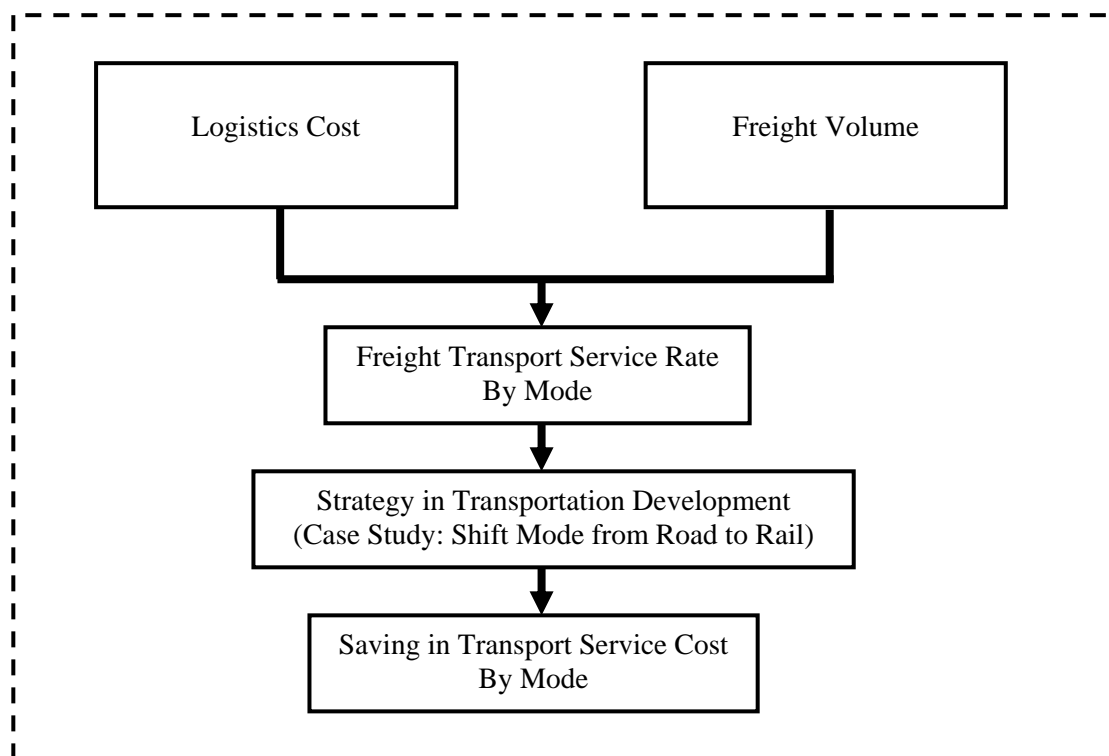 Logistics Cost
Freight Volume
Freight Transport Service Rate
By Mode
Strategy in Transportation Development
(Case Study: Shift Mode from Road to Rail)
Saving in Transport Service Cost
By Mode